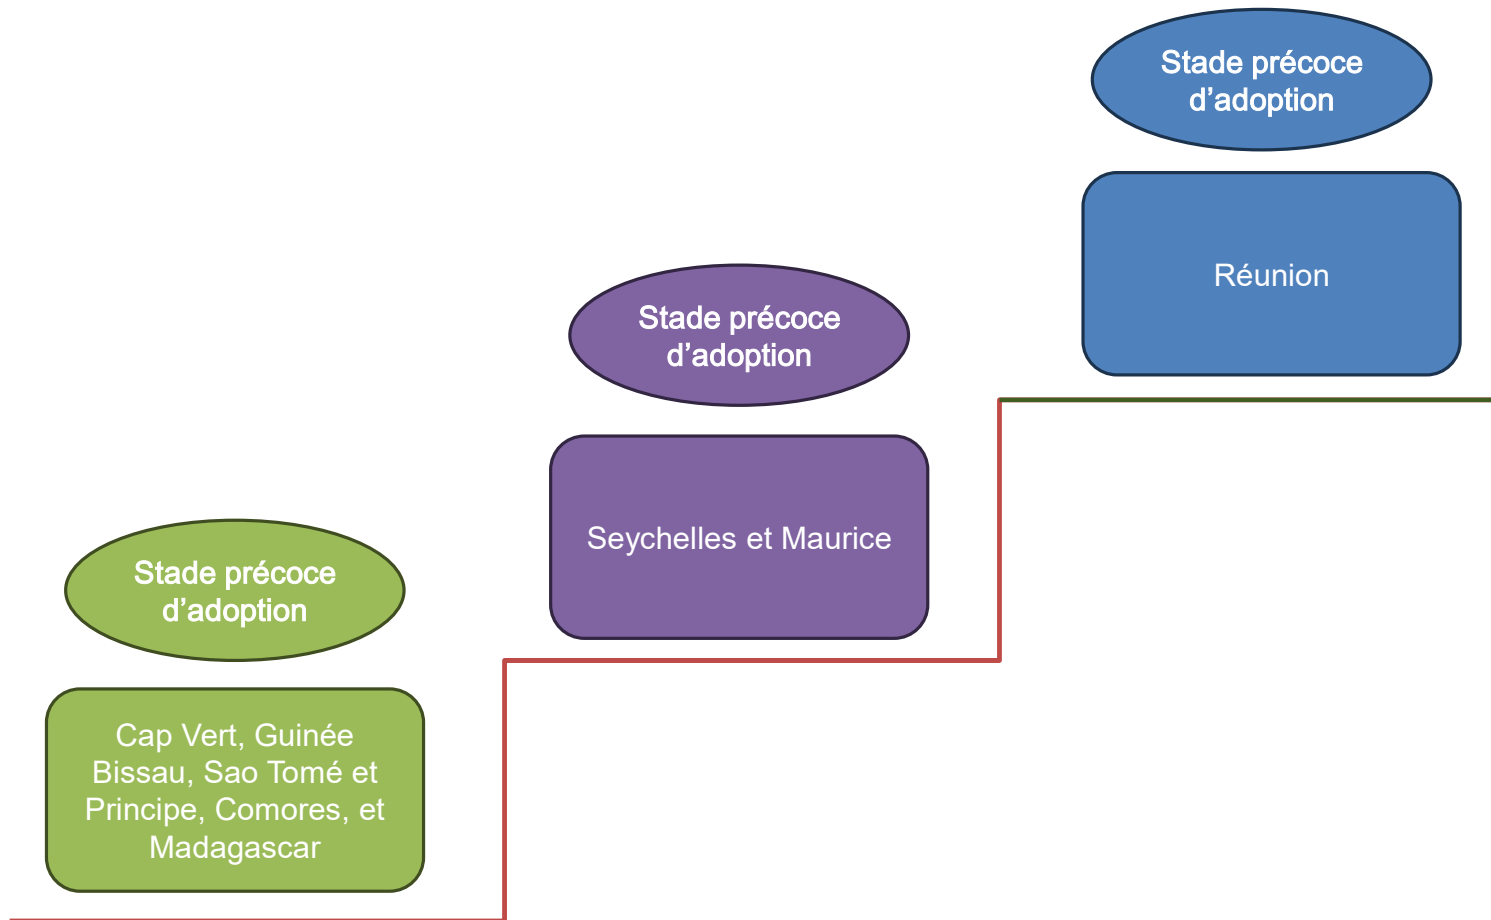 Stade précoce
d’adoption
Réunion
Stade précoce
d’adoption
Seychelles et Maurice
Stade précoce
d’adoption
Cap Vert, Guinée
Bissau, Sao Tomé et
Principe, Comores, et
Madagascar